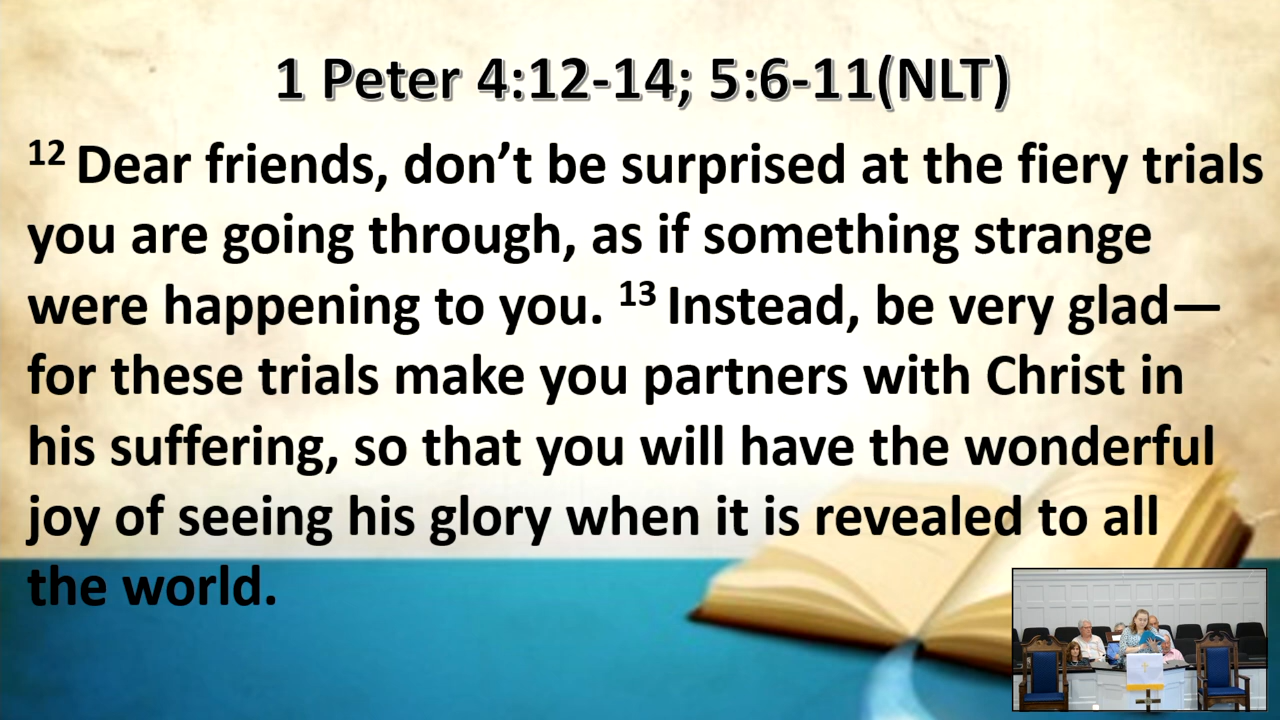 1 Peter 4:12-14; 5:6-11(NLT)
12 Dear friends, don’t be surprised at the fiery trials
you are going through, as if something strange
were happening to you. 13 Instead, be very glad—
for these trials make you partners with Christ in
his suffering, so that you will have the wonderful
joy of seeing his glory when it is revealed to all
the world.